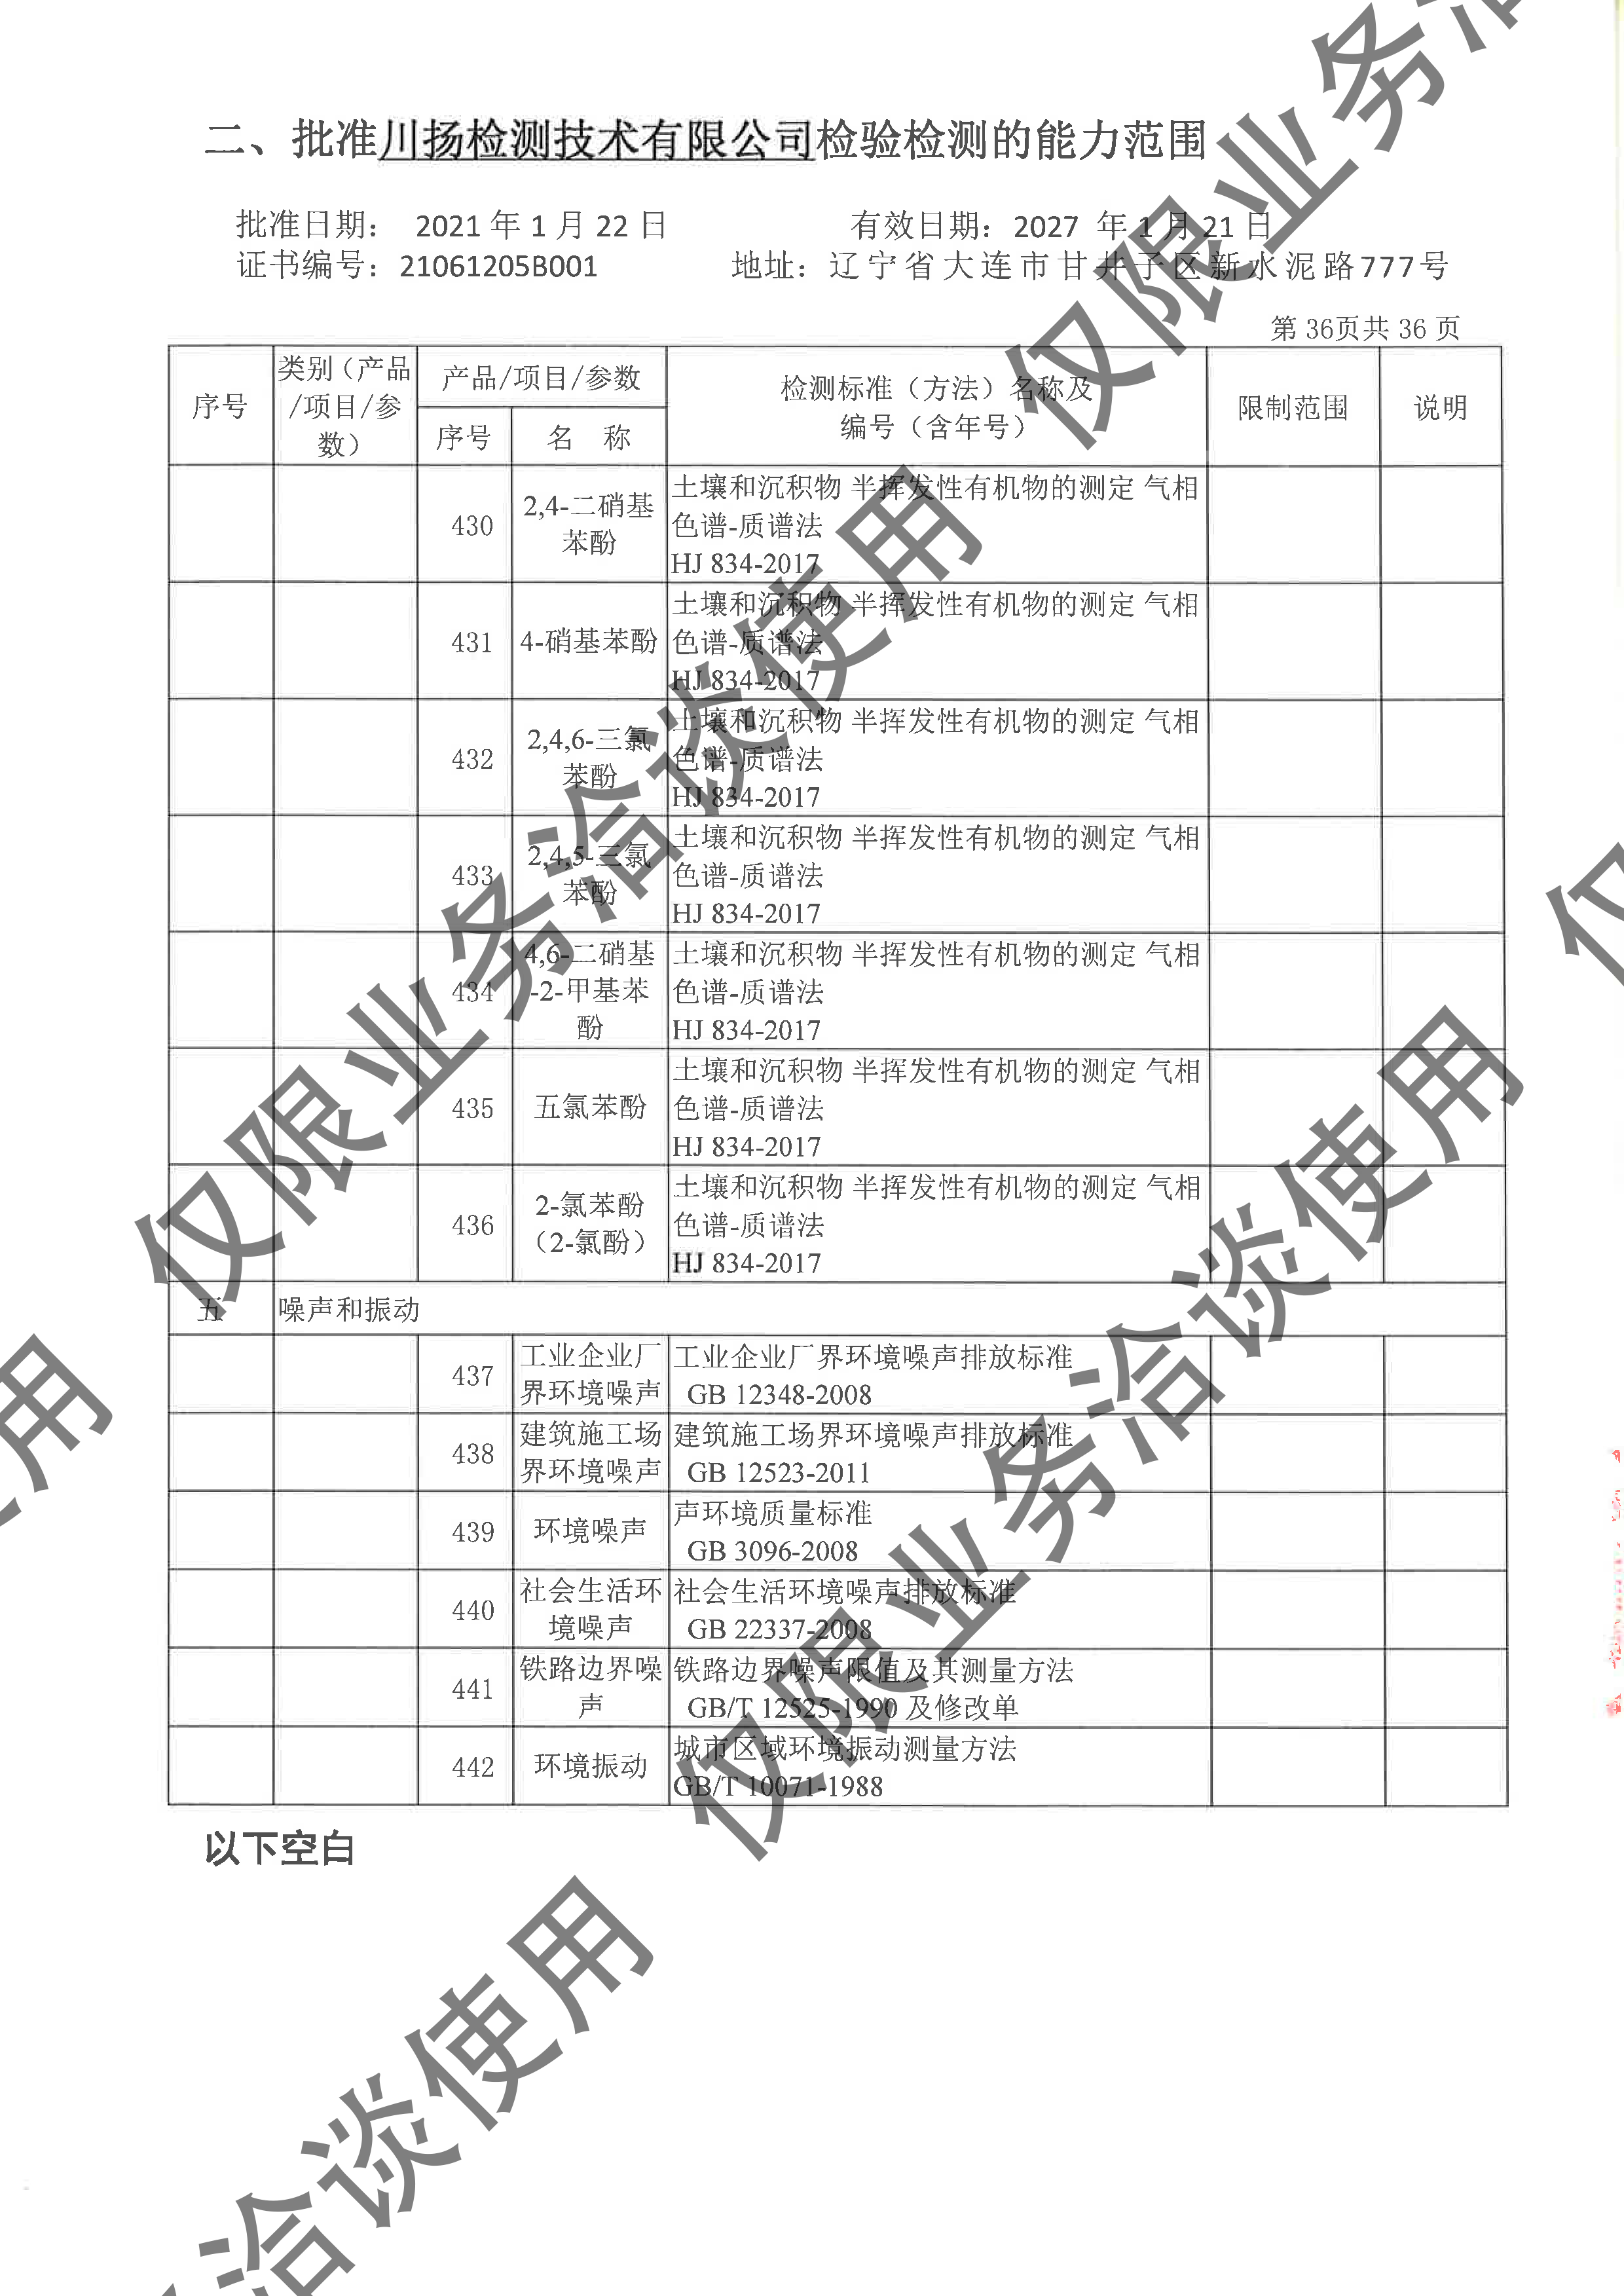 二、批准川扬检测技术有限公司检验检测的能力范围
批准日期： 2021 年 1 月 22 日
有效日期：2027 年 1 月 21 日
证书编号：21061205B001
地址：辽宁省大连市甘井子区新水泥路777号
第 36页共 36 页
序号
类别（产品
/项目/参
数）
产品/项目/参数
序号
名 称
检测标准（方法）名称及
编号（含年号）
限制范围
说明
430
2,4-二硝基
苯酚
土壤和沉积物 半挥发性有机物的测定 气相
色谱-质谱法
HJ 834-2017
431
4-硝基苯酚
土壤和沉积物 半挥发性有机物的测定 气相
色谱-质谱法
HJ 834-2017
432
2,4,6-三氯
苯酚
土壤和沉积物 半挥发性有机物的测定 气相
色谱-质谱法
HJ 834-2017
433
2,4,5-三氯
苯酚
土壤和沉积物 半挥发性有机物的测定 气相
色谱-质谱法
HJ 834-2017
434
4,6-二硝基
-2-甲基苯
酚
土壤和沉积物 半挥发性有机物的测定 气相
色谱-质谱法
HJ 834-2017
435
五氯苯酚
土壤和沉积物 半挥发性有机物的测定 气相
色谱-质谱法
HJ 834-2017
436
2-氯苯酚
（2-氯酚）
土壤和沉积物 半挥发性有机物的测定 气相
色谱-质谱法
HJ 834-2017
五
噪声和振动
437
工业企业厂
界环境噪声
工业企业厂界环境噪声排放标准
GB 12348-2008
438
建筑施工场
界环境噪声
建筑施工场界环境噪声排放标准
GB 12523-2011
439
环境噪声
声环境质量标准
GB 3096-2008
440
社会生活环
境噪声
社会生活环境噪声排放标准
GB 22337-2008
441
铁路边界噪
声
铁路边界噪声限值及其测量方法
GB/T 12525-1990 及修改单
442
环境振动
城市区域环境振动测量方法
GB/T 10071-1988
以下空白
仅限业务洽
仅限业务洽谈使用
仅限业务洽谈使用
仅
使用
务洽谈使用